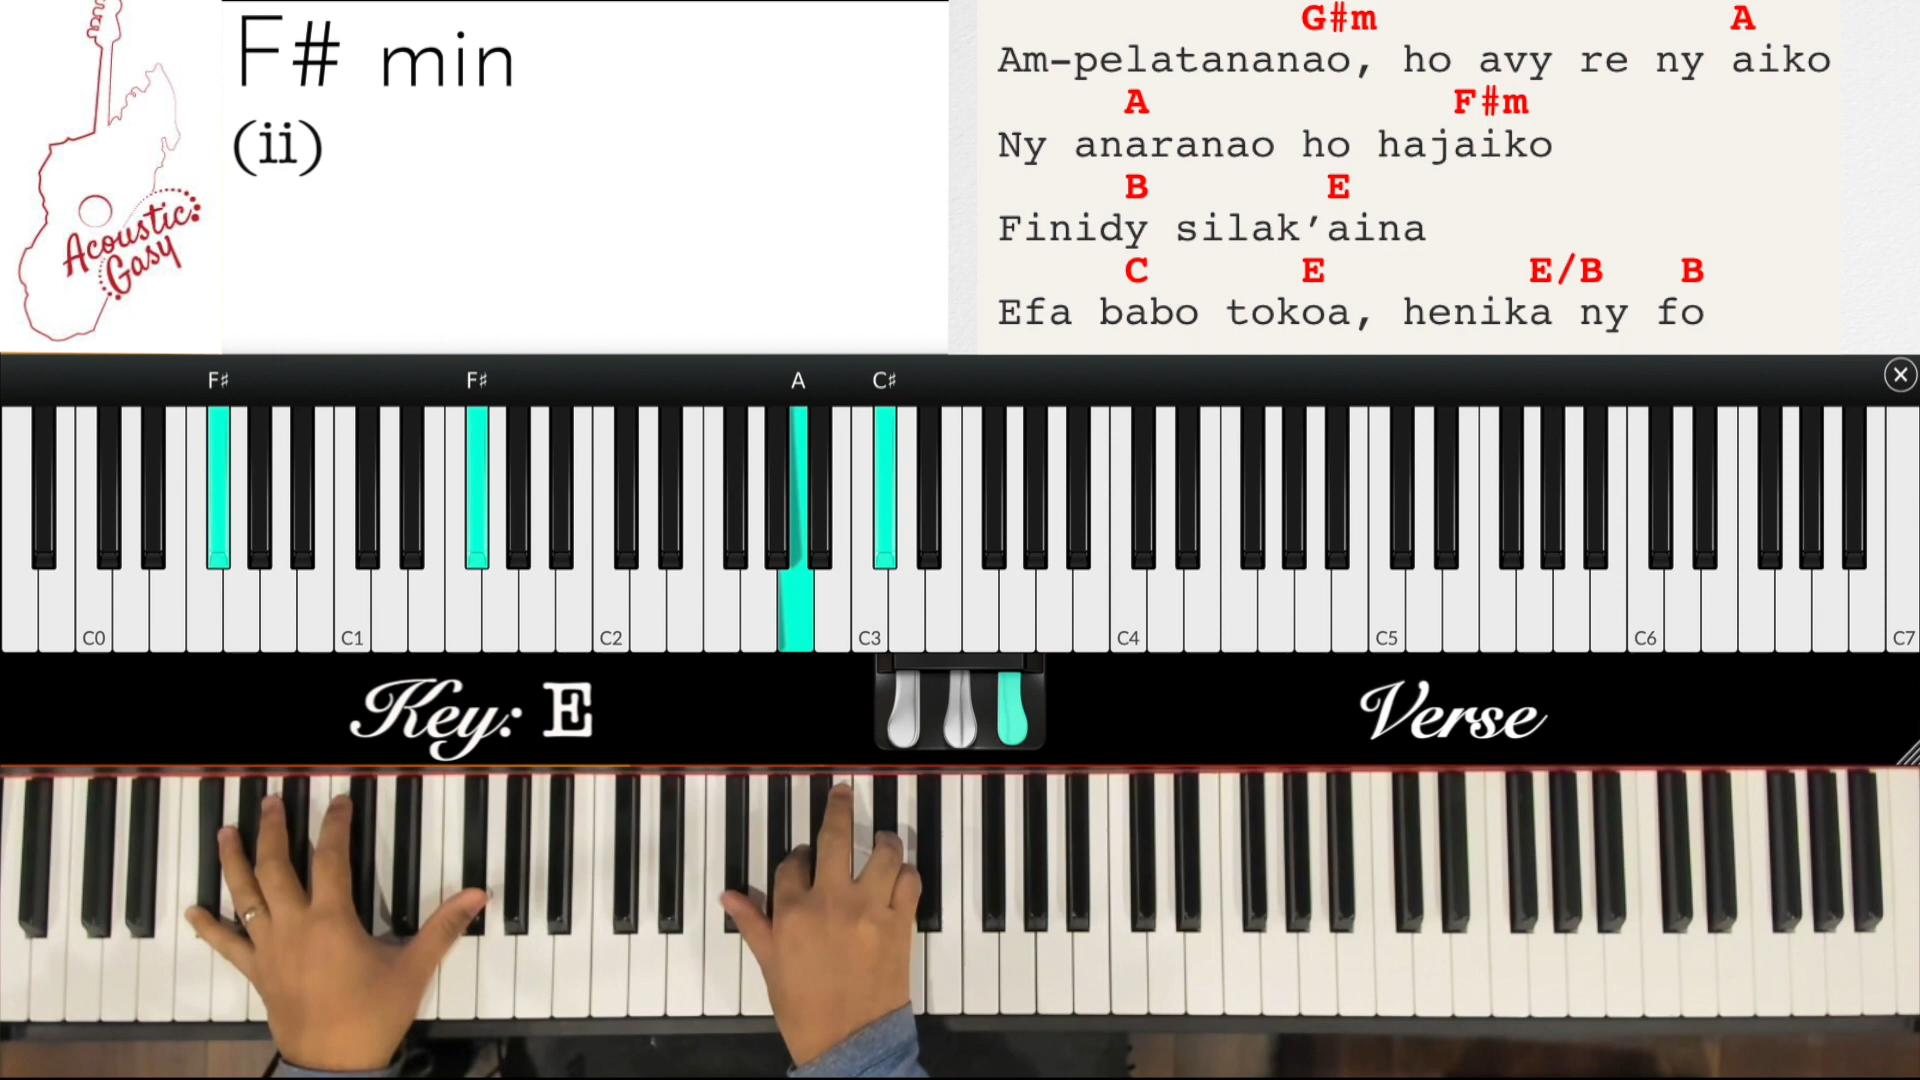 Acoustic
Gasy
F# min
(ii)
G#m A
Am-pelatananao, ho avy re ny aiko
A F#m
Ny anaranao ho hajaiko
B E
Finidy silak’aina
C E E/B B
Efa babo tokoa, henika ny fo
F♯ F♯ A C♯
C0 C1 C2 C3 C4 C5 C6 C7
Key: E
Verse